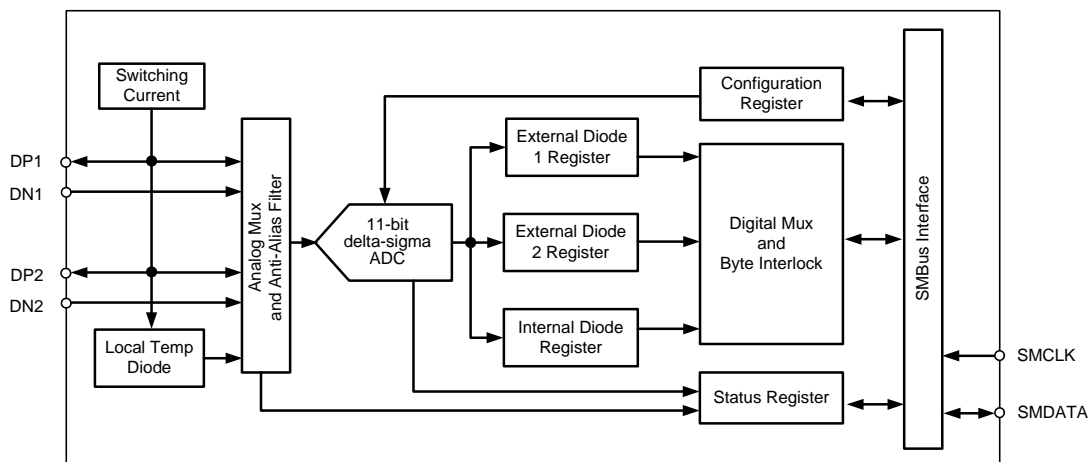 Switching
Current
DP1
DN1
DP2
DN2
Local Temp
Diode
Analog Mux
and Anti-Alias Filter
11-bit
delta-sigma
ADC
External Diode
1 Register
External Diode
2 Register
Internal Diode
Register
Configuration
Register
Digital Mux
and
Byte Interlock
Status Register
SMBus Interface
SMCLK
SMDATA